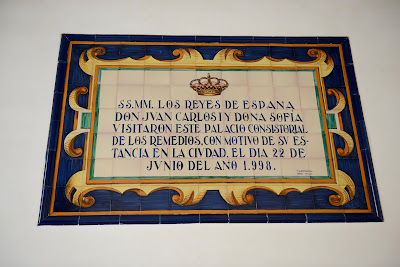 SS.MM. LOS REYES DE ESPAÑA
DON JVAN CARLOS I Y DOÑA SOFIA
VISITARON ESTE PALACIO CONSISTORIAL
DE LOS REMEDIOS, CON MOTIVO DE SV ES-
TANCIA EN LA CIVDAD, EL DIA 22 DE
JVNIO DEL AÑO 1.998.